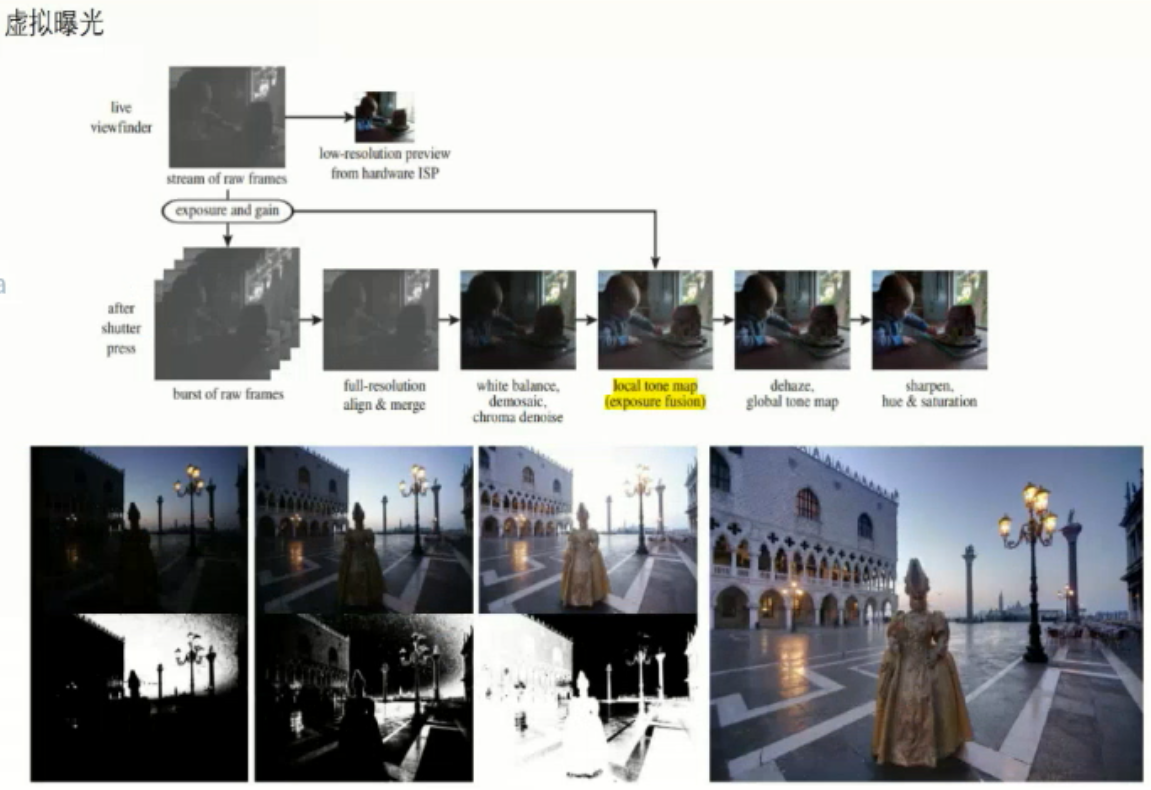 虚拟曝光
live
viewfinder
low-resolution preview
from hardware ISP
stream of raw frames
exposure and gain
after
shutter
press
burst of raw frames
full-resolution
align & merge
white balance,
demosaic,
chroma denoise
local tone map
(exposure fusion)
dehaze,
global tone map
sharpen,
hue & saturation
a